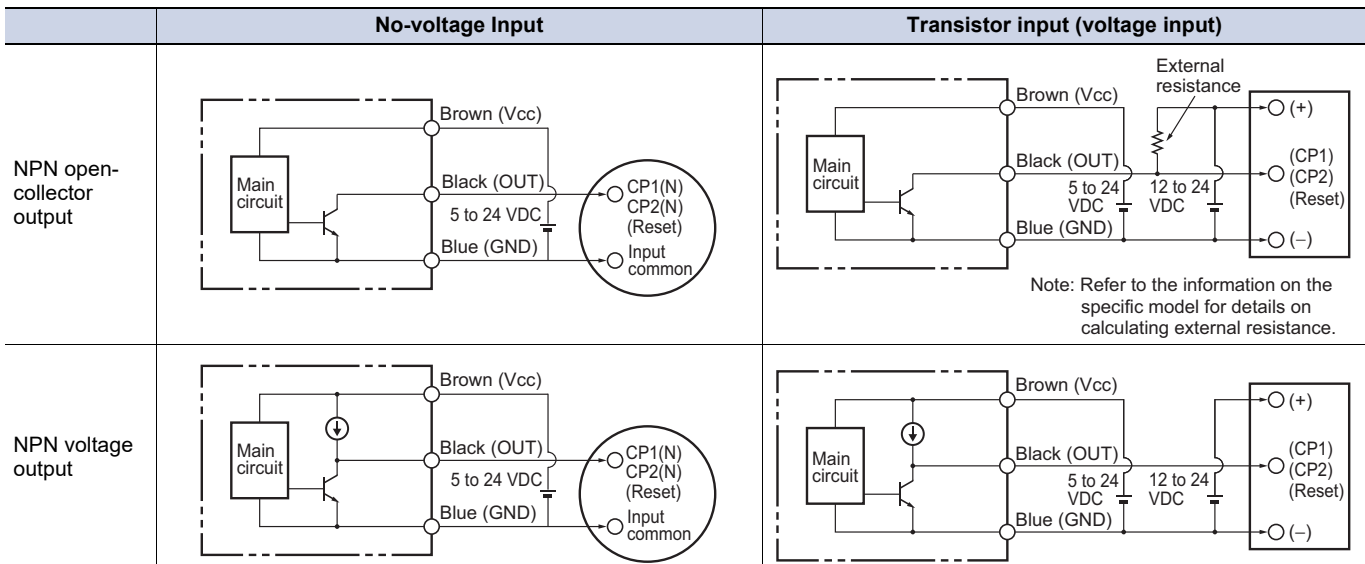 No-voltage Input
Transistor input (voltage input)
NPN open-
collector
output
Main
circuit
Brown (Vcc)
Black (OUT)
5 to 24 VDC
Blue (GND)
CP1(N)
CP2(N)
(Reset)
Input
common
Main
circuit
Brown (Vcc)
Black (OUT)
5 to 24
VDC
12 to 24
VDC
Blue (GND)
External
resistance
(+)
(CP1)
(CP2)
(Reset)
(−)
Note: Refer to the information on the
specific model for details on
calculating external resistance.
NPN voltage
output
Main
circuit
Brown (Vcc)
Black (OUT)
5 to 24 VDC
Blue (GND)
CP1(N)
CP2(N)
(Reset)
Input
common
Main
circuit
Brown (Vcc)
Black (OUT)
5 to 24
VDC
12 to 24
VDC
Blue (GND)
(+)
(CP1)
(CP2)
(Reset)
(−)